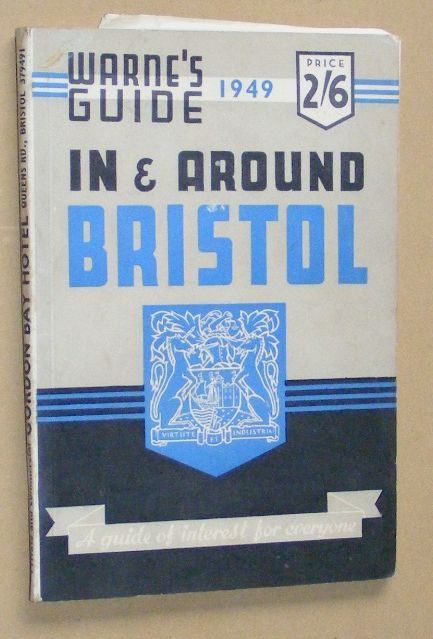 WARNE'S
GUIDE
1949
PRICE
2/6
IN & AROUND
BRISTOL
VIRTUTE ET INDUSTRIA
A guide of interest for everyone
GORDON BAY HOTEL QUEENS RD., BRISTOL 379491